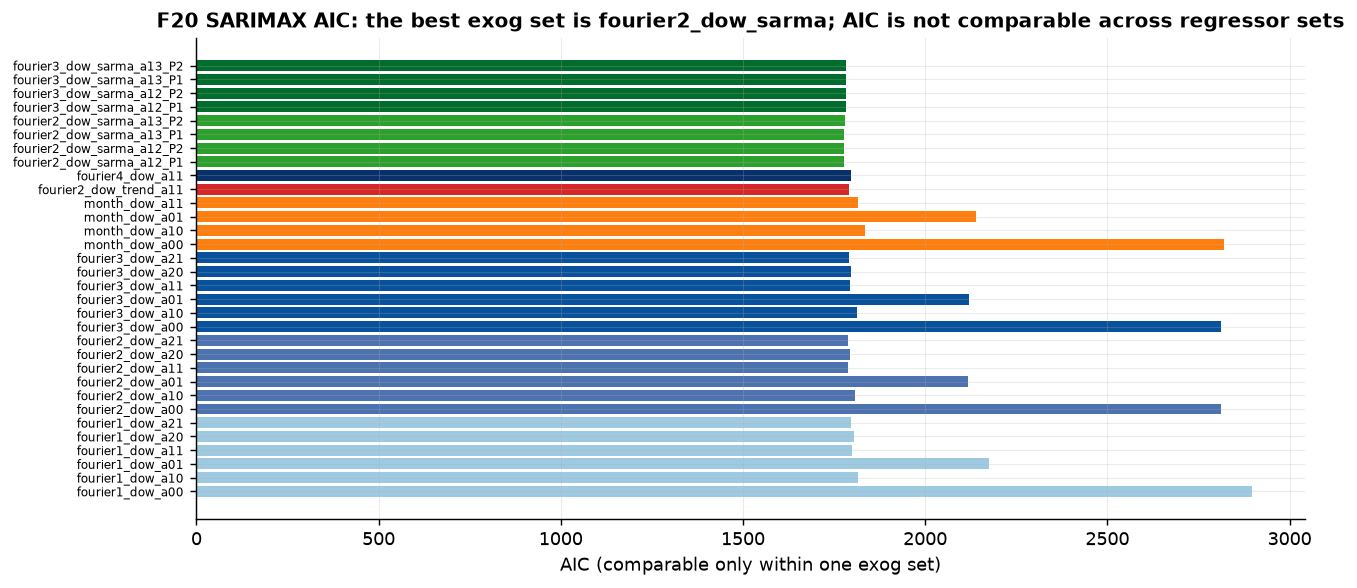 F20 SARIMAX AIC: the best exog set is fourier2_dow_sarma; AIC is not comparable across regressor sets
fourier3_dow_sarma_a13_P2
fourier3_dow_sarma_a13_P1
fourier3_dow_sarma_a12_P2
fourier3_dow_sarma_a12_P1
fourier2_dow_sarma_a13_P2
fourier2_dow_sarma_a13_P1
fourier2_dow_sarma_a12_P2
fourier2_dow_sarma_a12_P1
fourier4_dow_a11
fourier2_dow_trend_a11
month_dow_a11
month_dow_a01
month_dow_a10
month_dow_a00
fourier3_dow_a21
fourier3_dow_a20
fourier3_dow_a11
fourier3_dow_a01
fourier3_dow_a10
fourier3_dow_a00
fourier2_dow_a21
fourier2_dow_a20
fourier2_dow_a11
fourier2_dow_a01
fourier2_dow_a10
fourier2_dow_a00
fourier1_dow_a21
fourier1_dow_a20
fourier1_dow_a11
fourier1_dow_a01
fourier1_dow_a10
fourier1_dow_a00
0 500 1000 1500 2000 2500 3000
AIC (comparable only within one exog set)